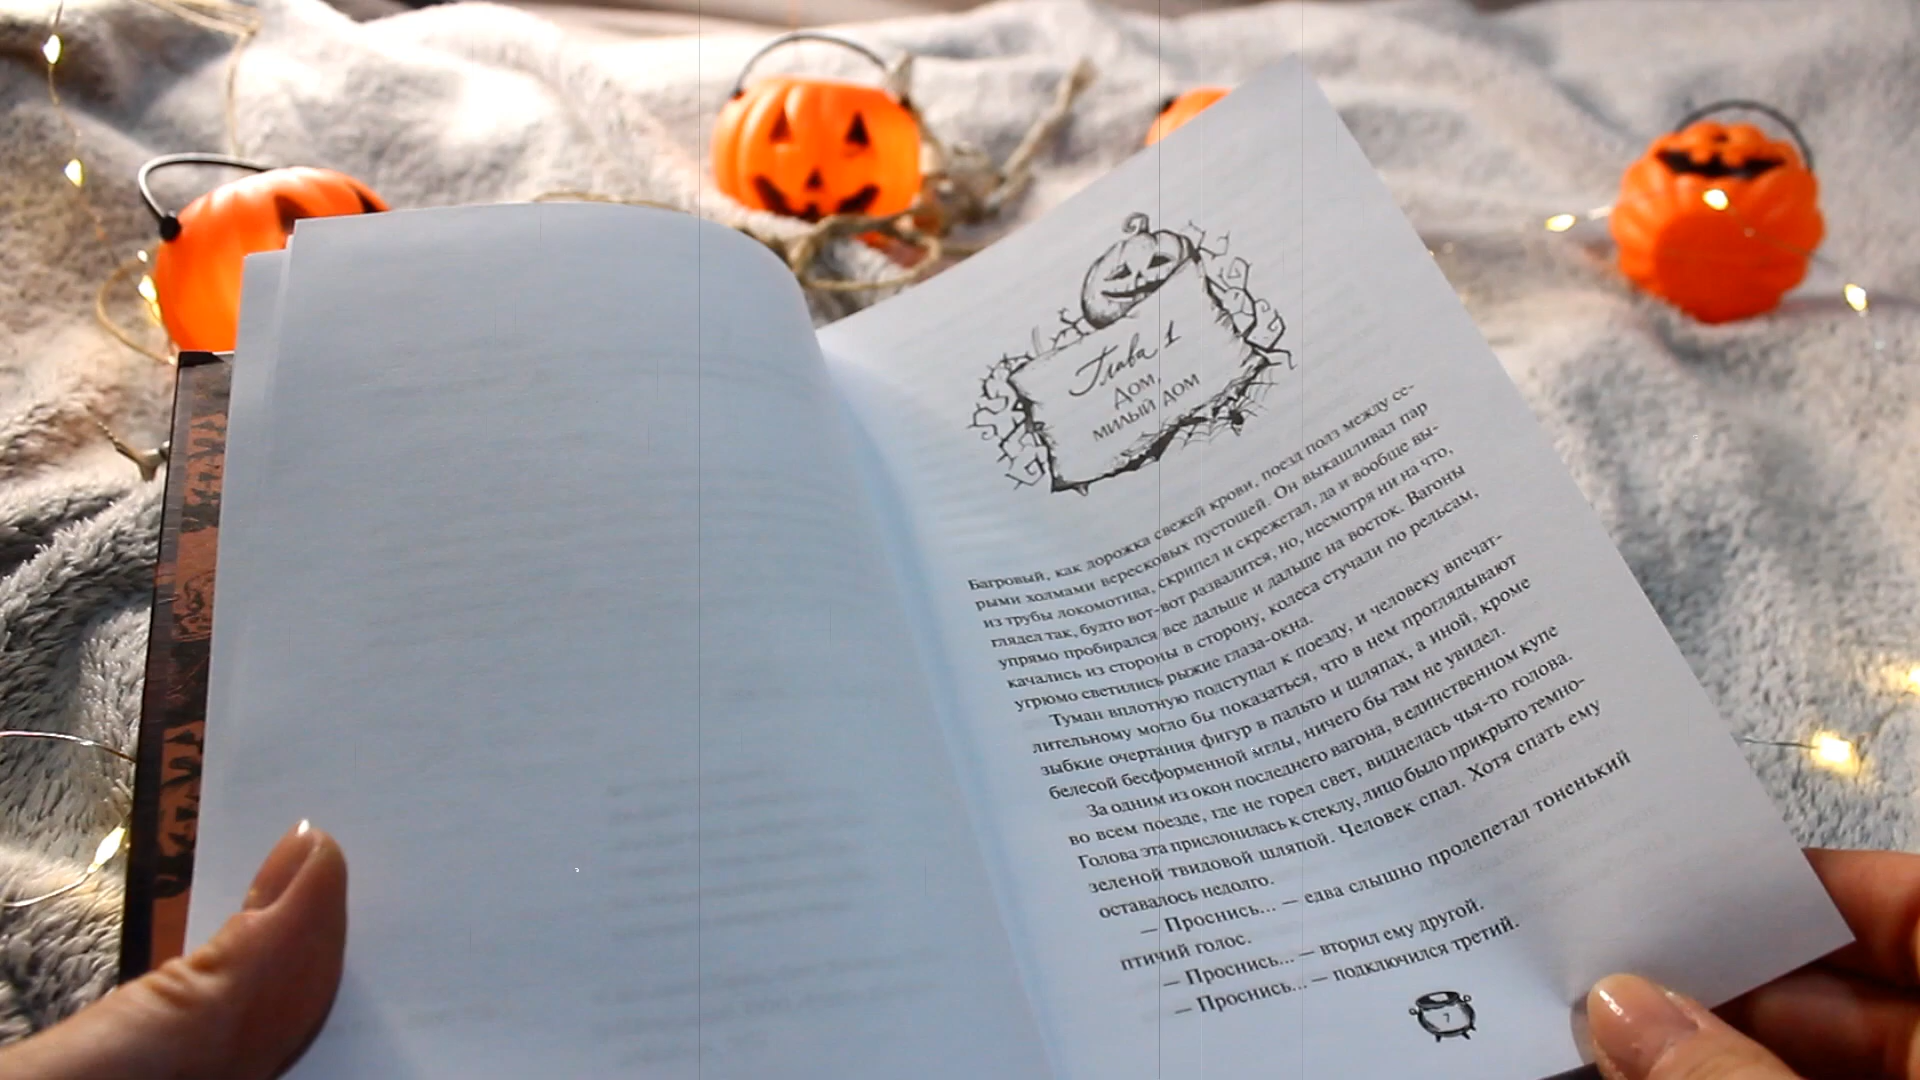 Глава 1
ДОМ,
МИЛЫЙ ДОМ
Багровый, как дорожка свежей крови, поезд полз между се-
рыми холмами вересковых пустошей. Он выкашливал пар
из трубы локомотива, скрипел и скрежетал, да и вообще вы-
глядел так, будто вот-вот развалится, но, несмотря ни на что,
упрямо пробирался все дальше и дальше на восток. Вагоны
качались из стороны в сторону, колеса стучали по рельсам,
угрюмо светились рыжие глаза-окна.
Туман вплотную подступал к поезду, и человеку впечат-
лительному могло бы показаться, что в нем проглядывают
зыбкие очертания фигур в пальто и шляпах, а иной, кроме
белесой бесформенной мглы, ничего бы там не увидел.
За одним из окон последнего вагона, в единственном купе
во всем поезде, где не горел свет, виднелась чья-то голова.
Голова эта прислонилась к стеклу, лицо было прикрыто темно-
зеленой твидовой шляпой. Человек спал. Хотя спать ему
оставалось недолго.
— Проснись... — едва слышно пролепетал тоненький
птичий голос.
— Проснись... — вторил ему другой.
— Проснись... — подключился третий.
7